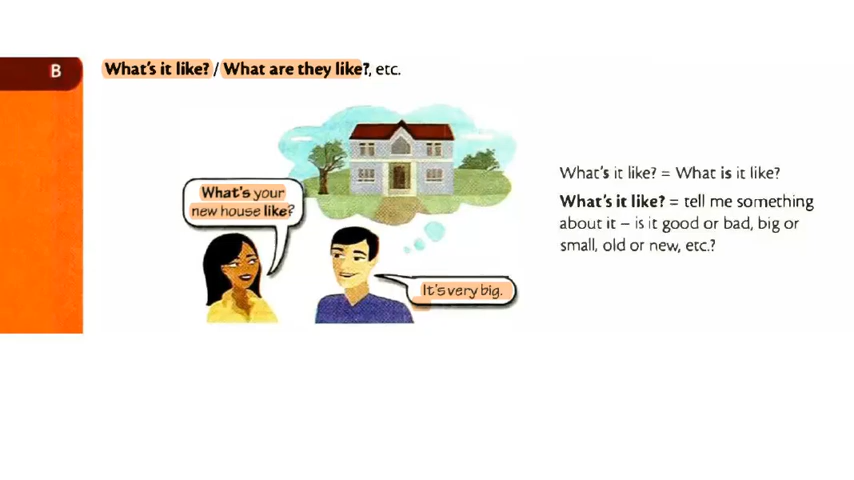 B
What's it like? / What are they like?, etc.
What's your
new house like?
It's very big.
What's it like? = What is it like?
What's it like? = tell me something
about it – is it good or bad, big or
small, old or new, etc.?